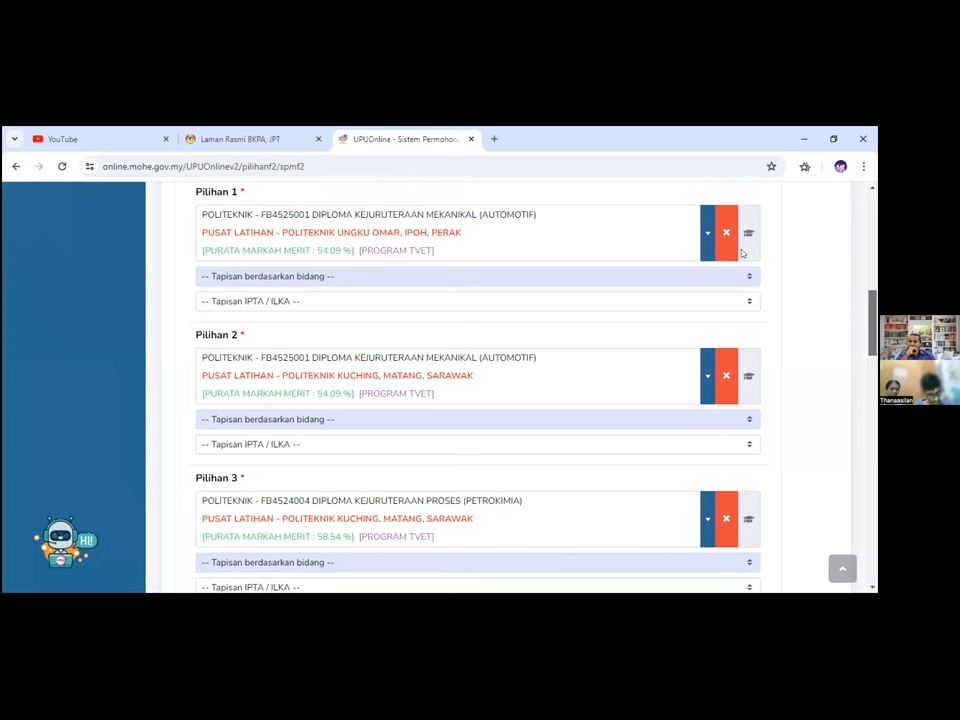 YouTube
Laman Rasmi BKPA, JPT
UPUOnline - Sistem Permohona
online.mohe.gov.my/UPUOnlinev2/pilihanf2/spmf2
Pilihan 1 *
POLITEKNIK - FB4525001 DIPLOMA KEJURUTERAAN MEKANIKAL (AUTOMOTIF)
PUSAT LATIHAN - POLITEKNIK UNGKU OMAR, IPOH, PERAK
[PURATA MARKAH MERIT : 54.09 %] [PROGRAM TVET]
-- Tapisan berdasarkan bidang --
-- Tapisan IPTA / ILKA --
Pilihan 2 *
POLITEKNIK - FB4525001 DIPLOMA KEJURUTERAAN MEKANIKAL (AUTOMOTIF)
PUSAT LATIHAN - POLITEKNIK KUCHING, MATANG, SARAWAK
[PURATA MARKAH MERIT : 54.09 %] [PROGRAM TVET]
-- Tapisan berdasarkan bidang --
-- Tapisan IPTA / ILKA --
Pilihan 3 *
POLITEKNIK - FB4524004 DIPLOMA KEJURUTERAAN PROSES (PETROKIMIA)
PUSAT LATIHAN - POLITEKNIK KUCHING, MATANG, SARAWAK
[PURATA MARKAH MERIT : 58.54 %] [PROGRAM TVET]
-- Tapisan berdasarkan bidang --
-- Tapisan IPTA / ILKA --
HI!
Thanaasilan